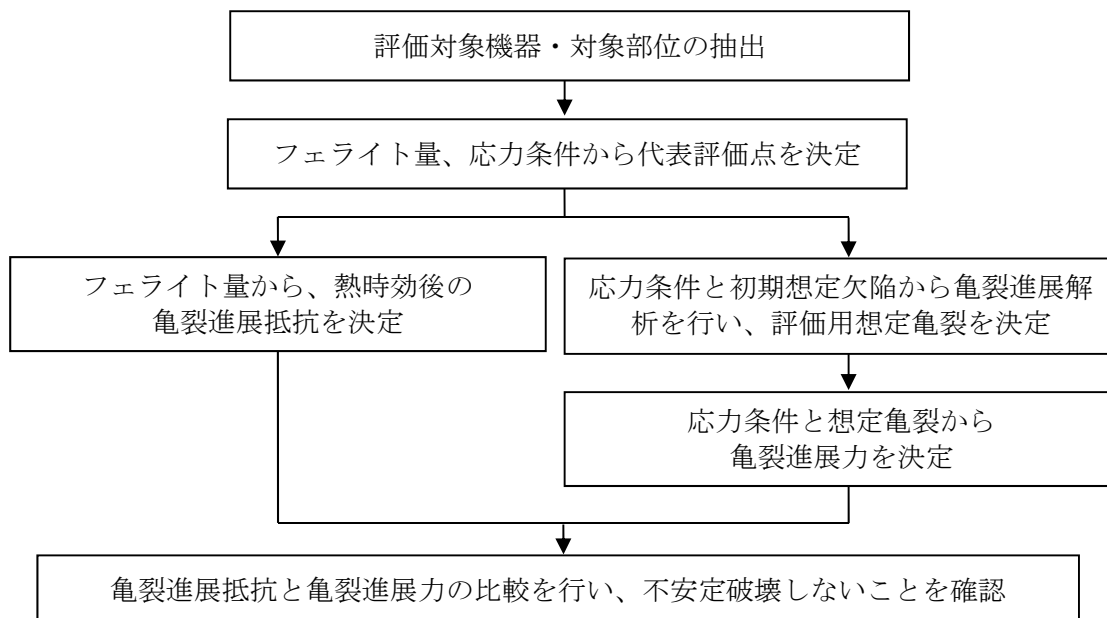 評価対象機器・対象部位の抽出
フェライト量、応力条件から代表評価点を決定
フェライト量から、熱時効後の
亀裂進展抵抗を決定
応力条件と初期想定欠陥から亀裂進展解
析を行い、評価用想定亀裂を決定
応力条件と想定亀裂から
亀裂進展力を決定
亀裂進展抵抗と亀裂進展力の比較を行い、不安定破壊しないことを確認